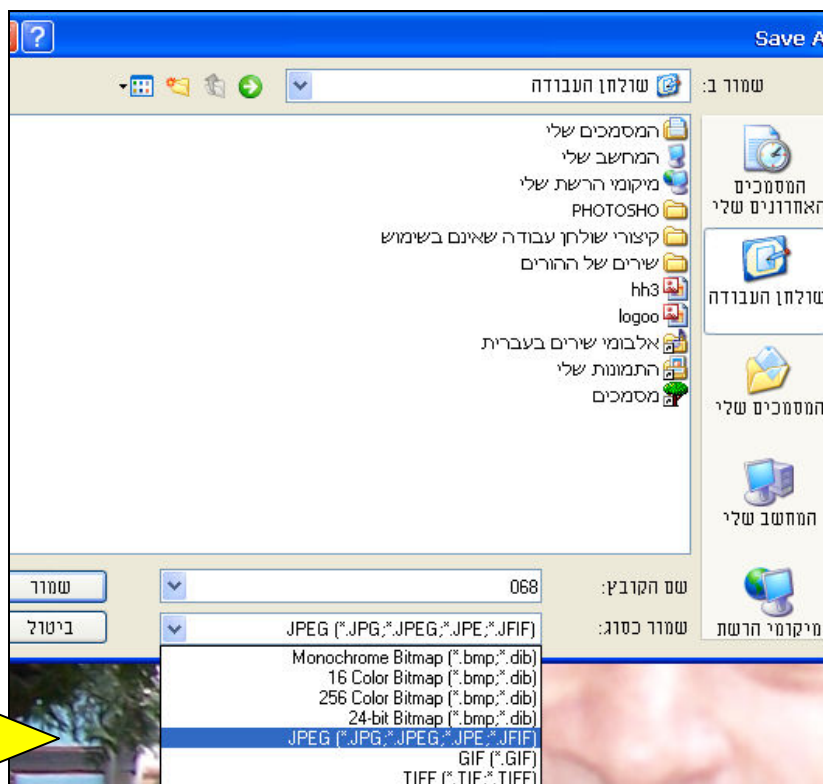 Save A
שמור ב:
שולחן העבודה
המסמכים האחרונים שלי
שולחן העבודה
המסמכים שלי
המחשב שלי
מיקומי הרשת
המסמכים שלי
המחשב שלי
מיקומי הרשת שלי
PHOTOSHO
קיצורי שולחן עבודה שאינם בשימוש
שירים של ההורים
hh3
logoo
אלבומי שירים בעברית
התמונות שלי
מסמכים
שם הקובץ:
068
שמור
שמור כסוג:
JPEG (*.JPG;*.JPEG;*.JPE;*.JFIF)
ביטול
Monochrome Bitmap (*.bmp;*.dib)
16 Color Bitmap (*.bmp;*.dib)
256 Color Bitmap (*.bmp;*.dib)
24-bit Bitmap (*.bmp;*.dib)
JPEG (*.JPG;*.JPEG;*.JPE;*.JFIF)
GIF (*.GIF)
TIFF (*.TIF;*.TIFF)